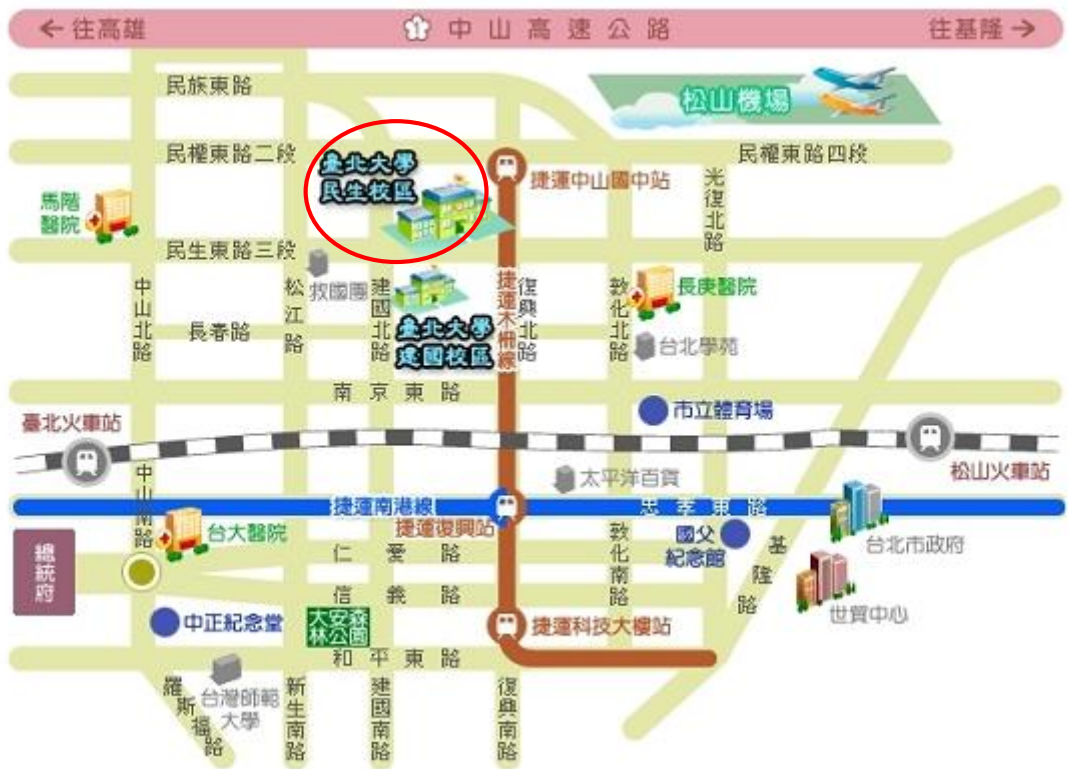 ←往高雄
1 中山高速公路
往基隆→
民族東路
松山機場
民權東路二段
臺北大學
民生校區
民權東路四段
捷運中山國中站
光復北路
馬階
醫院
民生東路三段
救國團
中山北路
松江路
建國北路
捷運木柵線
復興北路
敦化北路
長庚醫院
長春路
臺北大學
建國校區
台北學苑
南京東路
市立體育場
臺北火車站
松山火車站
中山南路
太平洋百貨
捷運南港線
忠孝東路
捷運復興站
台大醫院
國父
紀念館
台北市政府
總統府
仁愛路
敦化南路
基隆路
信義路
世貿中心
中正紀念堂
大安森
林公園
捷運科技大樓站
和平東路
羅斯福路
台灣師範
大學
新生南路
建國南路
復興南路